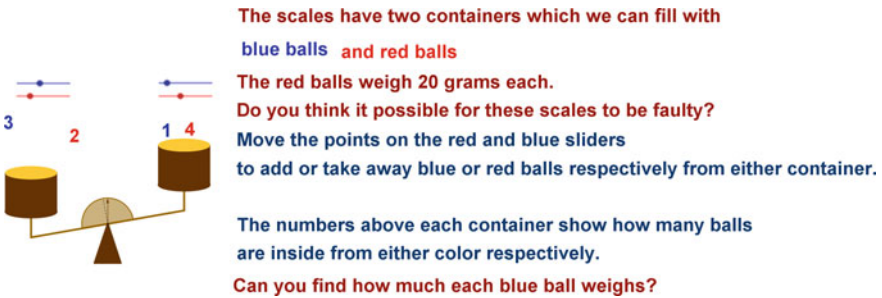 The scales have two containers which we can fill with
blue balls and red balls
The red balls weigh 20 grams each.
Do you think it possible for these scales to be faulty?
Move the points on the red and blue sliders
to add or take away blue or red balls respectively from either container.
The numbers above each container show how many balls
are inside from either color respectively.
Can you find how much each blue ball weighs?
3
2
1 4